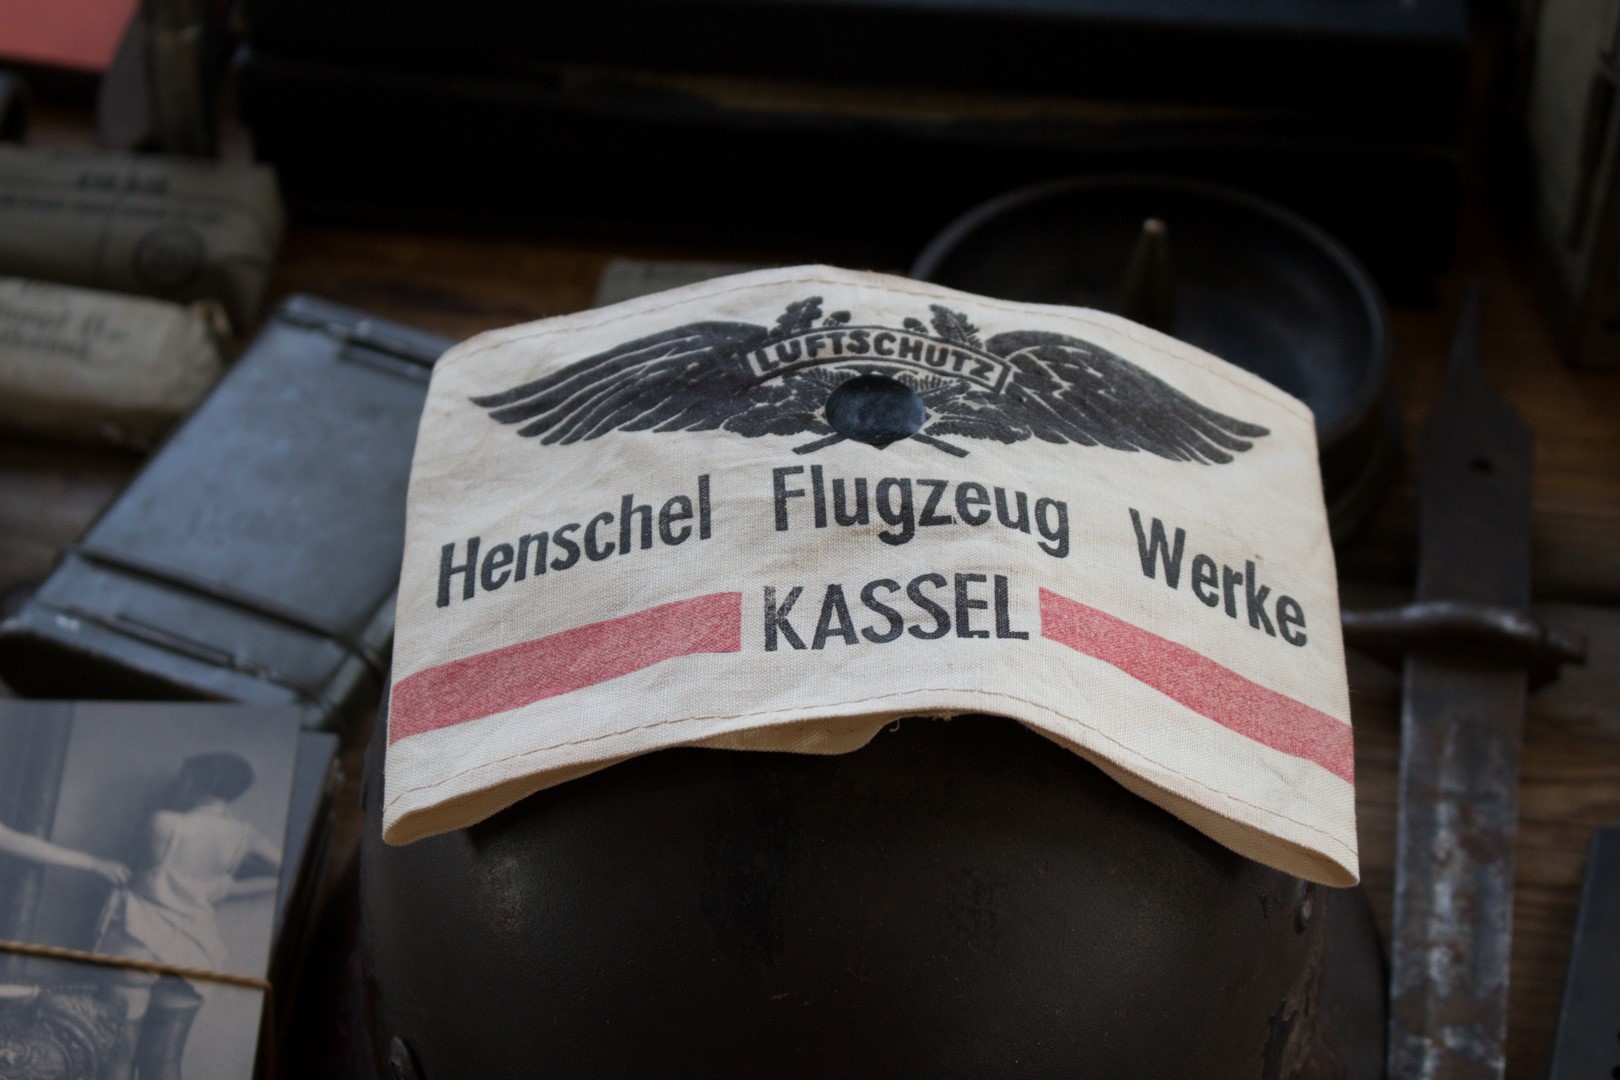 LUFTSCHUTZ
Henschel Flugzeug Werke
KASSEL